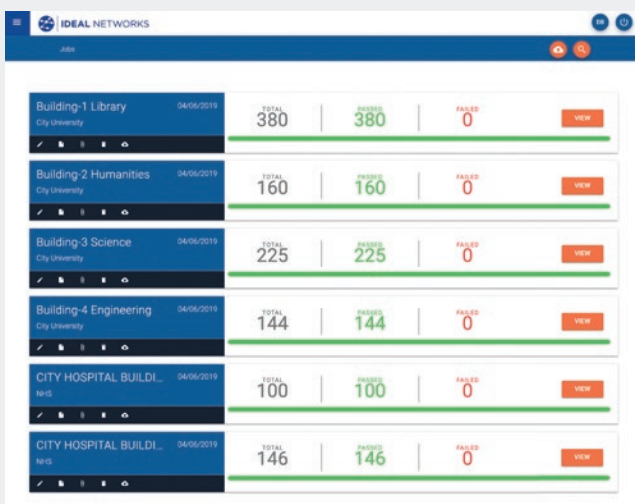 IDEAL NETWORKS
DB
Jobs
Building-1 Library 04/06/2019
City University
TOTAL PASSED FAILED
380 380 0
VIEW
Building-2 Humanities 04/06/2019
City University
TOTAL PASSED FAILED
160 160 0
VIEW
Building-3 Science 04/06/2019
City University
TOTAL PASSED FAILED
225 225 0
VIEW
Building-4 Engineering 04/06/2019
City University
TOTAL PASSED FAILED
144 144 0
VIEW
CITY HOSPITAL BUILDI... 04/06/2019
NHS
TOTAL PASSED FAILED
100 100 0
VIEW
CITY HOSPITAL BUILDI... 04/06/2019
NHS
TOTAL PASSED FAILED
146 146 0
VIEW